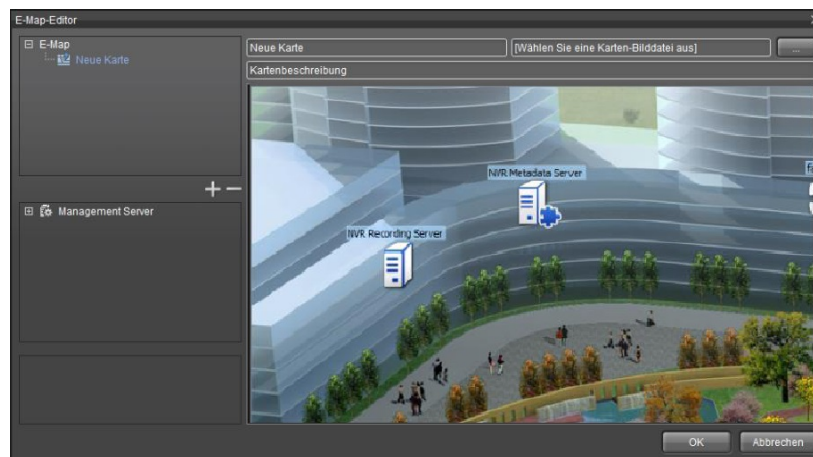 E-Map-Editor
E-Map
Neue Karte
Neue Karte
[Wählen Sie eine Karten-Bilddatei aus]
...
Kartenbeschreibung
NVR Metadata Server
NVR Recording Server
Management Server
OK
Abbrechen